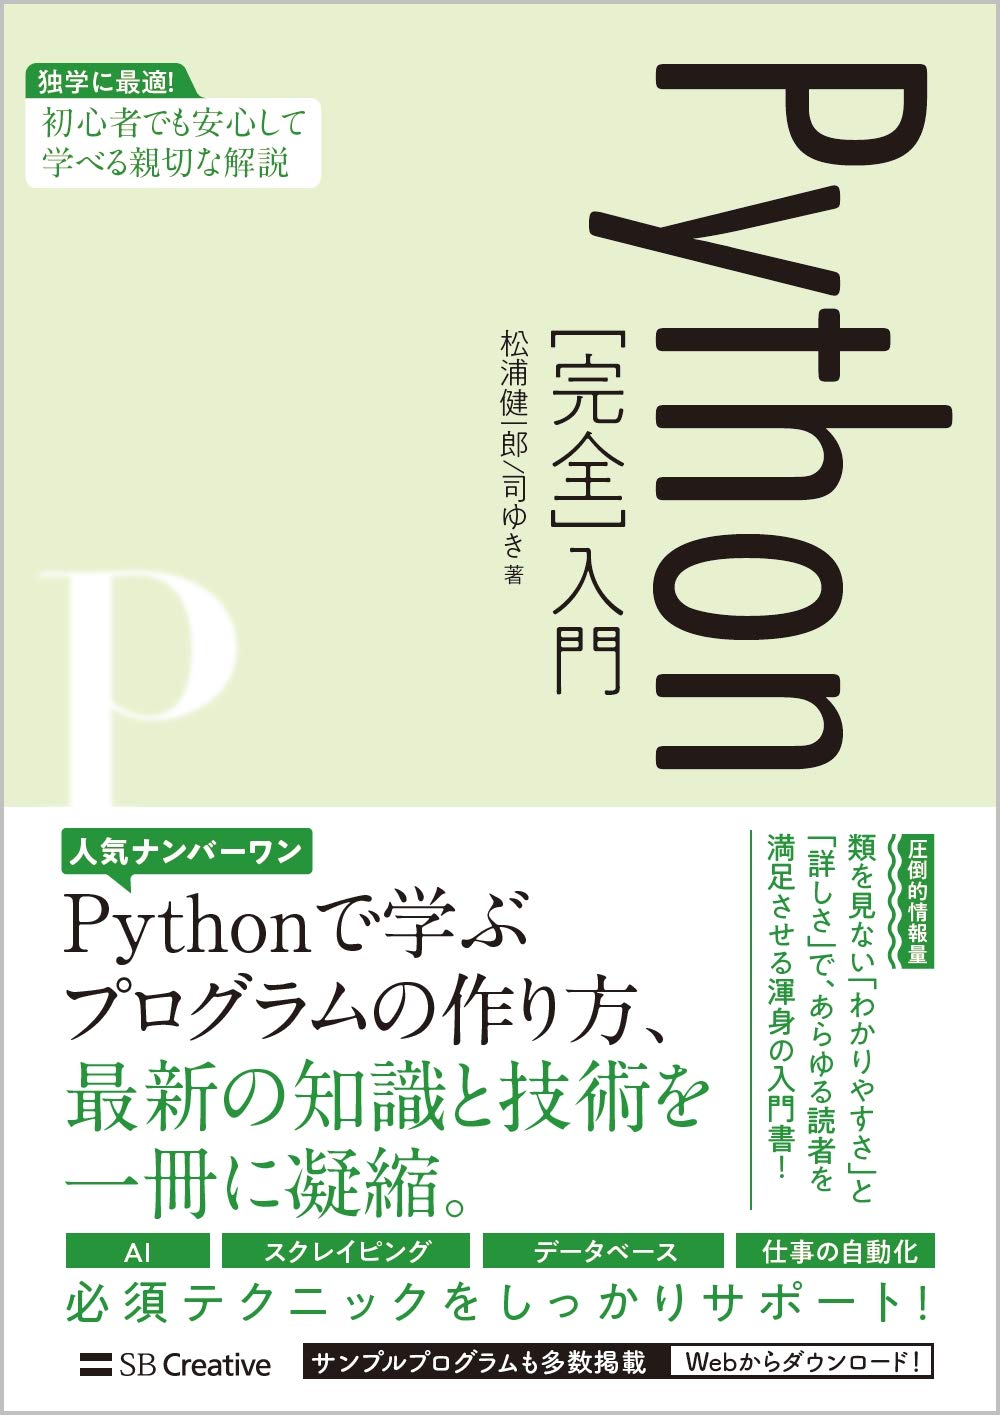 独学に最適!
初心者でも安心して
学べる親切な解説
Python
[完全]入門
松浦健一郎/司ゆき 著
P
人気ナンバーワン
Pythonで学ぶ
プログラムの作り方、
最新の知識と技術を
一冊に凝縮。
圧倒的情報量
類を見ない「わかりやすさ」と
「詳しさ」で、あらゆる読者を
満足させる渾身の入門書!
AI
スクレイピング
データベース
仕事の自動化
必須テクニックをしっかりサポート!
SB Creative
サンプルプログラムも多数掲載
Webからダウンロード!